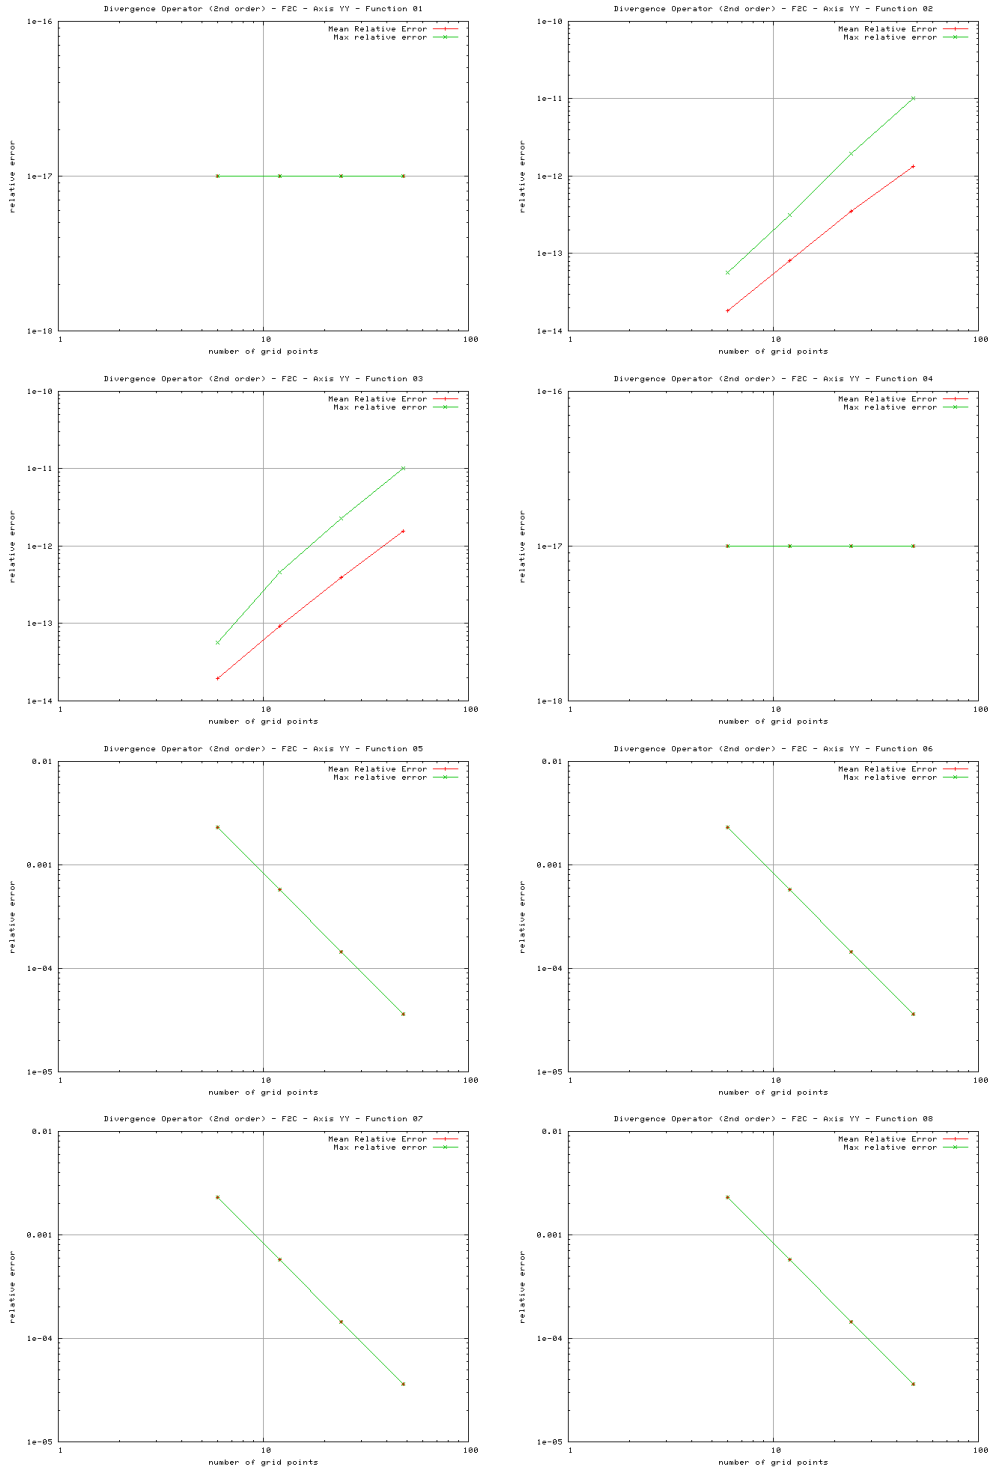 Divergence Operator (2nd order) - F2C - Axis YY - Function 01
1e-16
Mean Relative Error
Max relative error
relative error
1e-17
1e-18
1
10
100
number of grid points
Divergence Operator (2nd order) - F2C - Axis YY - Function 02
1e-10
Mean Relative Error
Max relative error
1e-11
relative error
1e-12
1e-13
1e-14
1
10
100
number of grid points
Divergence Operator (2nd order) - F2C - Axis YY - Function 03
1e-10
Mean Relative Error
Max relative error
1e-11
relative error
1e-12
1e-13
1e-14
1
10
100
number of grid points
Divergence Operator (2nd order) - F2C - Axis YY - Function 04
1e-16
Mean Relative Error
Max relative error
relative error
1e-17
1e-18
1
10
100
number of grid points
Divergence Operator (2nd order) - F2C - Axis YY - Function 05
0.01
Mean Relative Error
Max relative error
0.001
relative error
1e-04
1e-05
1
10
100
number of grid points
Divergence Operator (2nd order) - F2C - Axis YY - Function 06
0.01
Mean Relative Error
Max relative error
0.001
relative error
1e-04
1e-05
1
10
100
number of grid points
Divergence Operator (2nd order) - F2C - Axis YY - Function 07
0.01
Mean Relative Error
Max relative error
0.001
relative error
1e-04
1e-05
1
10
100
number of grid points
Divergence Operator (2nd order) - F2C - Axis YY - Function 08
0.01
Mean Relative Error
Max relative error
0.001
relative error
1e-04
1e-05
1
10
100
number of grid points